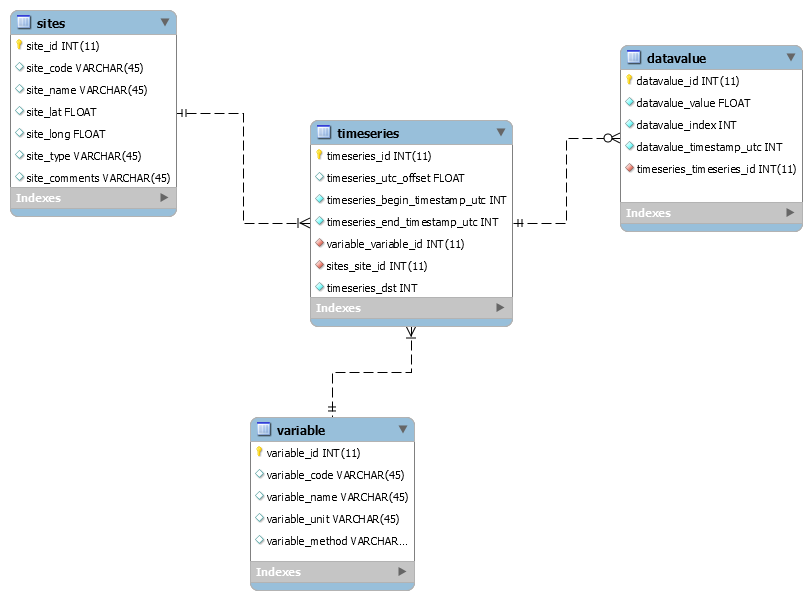 sites
site_id INT(11)
site_code VARCHAR(45)
site_name VARCHAR(45)
site_lat FLOAT
site_long FLOAT
site_type VARCHAR(45)
site_comments VARCHAR(45)
Indexes
timeseries
timeseries_id INT(11)
timeseries_utc_offset FLOAT
timeseries_begin_timestamp_utc INT
timeseries_end_timestamp_utc INT
variable_variable_id INT(11)
sites_site_id INT(11)
timeseries_dst INT
Indexes
datavalue
datavalue_id INT(11)
datavalue_value FLOAT
datavalue_index INT
datavalue_timestamp_utc INT
timeseries_timeseries_id INT(11)
Indexes
variable
variable_id INT(11)
variable_code VARCHAR(45)
variable_name VARCHAR(45)
variable_unit VARCHAR(45)
variable_method VARCHAR...
Indexes